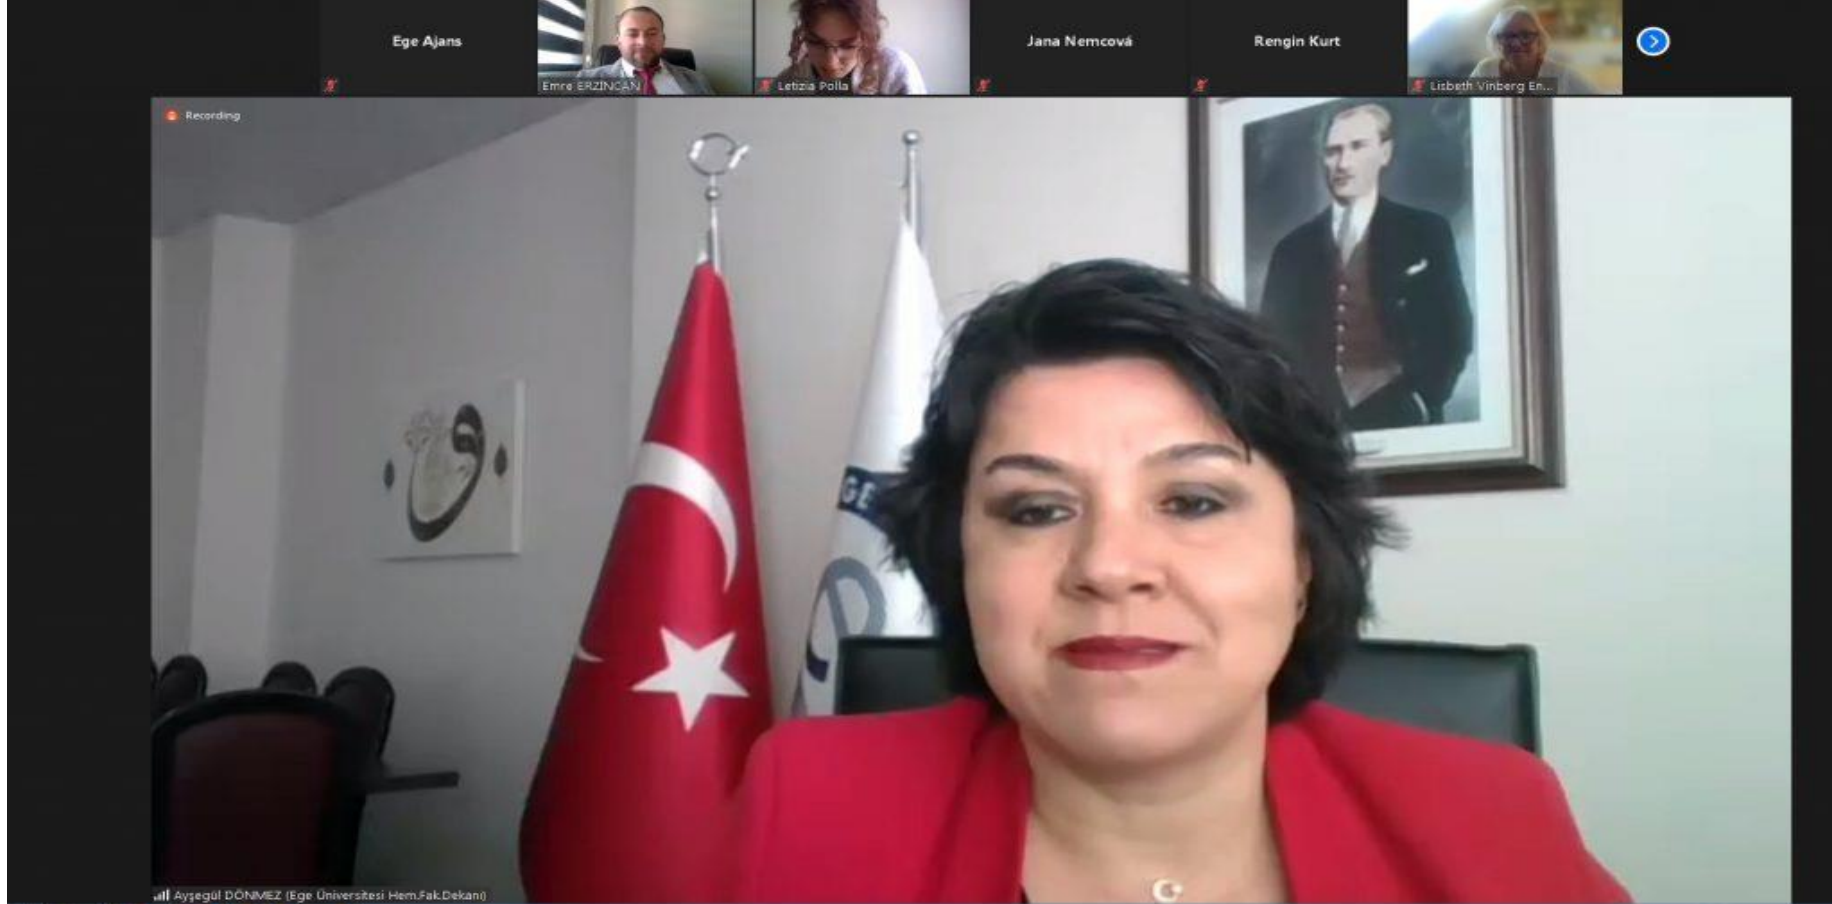 Ege Ajans
Emre ERZİNCAN
Letizia Polla
Jana Nemcová
Rengin Kurt
Lisbeth Vinberg En...
Recording
GE
Ayşegül DÖNMEZ (Ege Üniversitesi Hem.Fak.Dekanı)